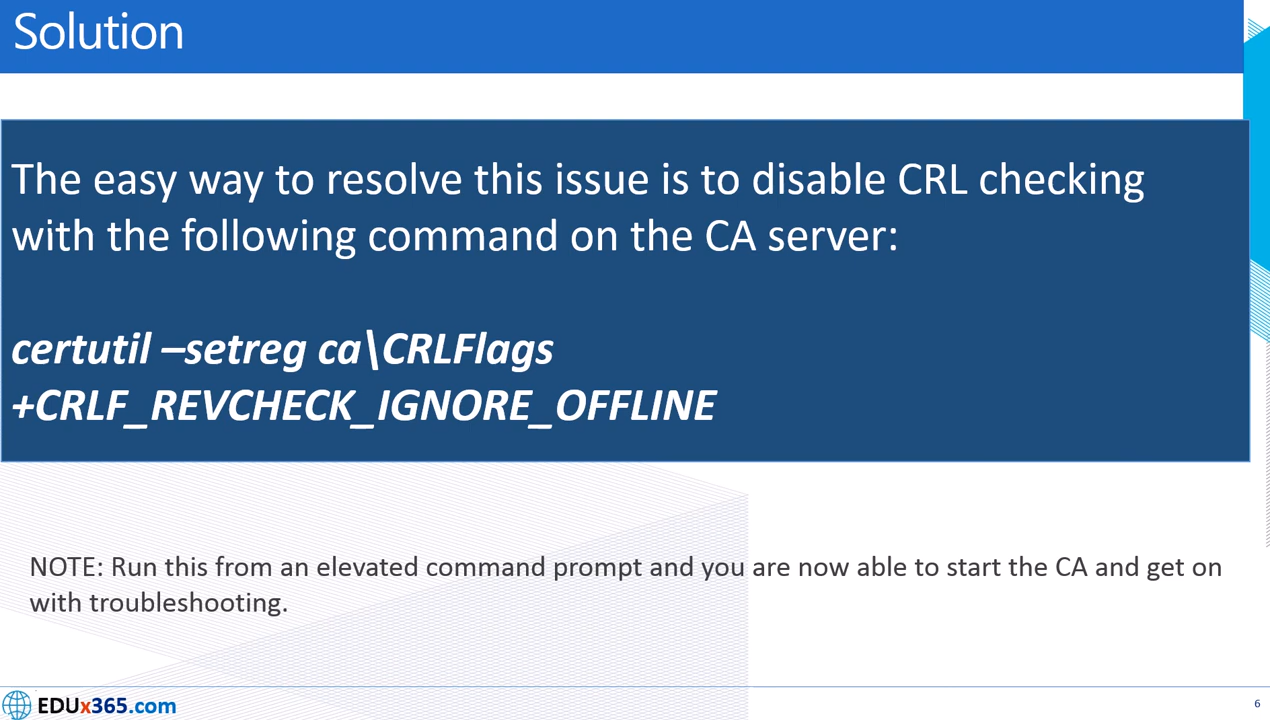 Solution
The easy way to resolve this issue is to disable CRL checking
with the following command on the CA server:
certutil –setreg ca\CRLFlags
+CRLF_REVCHECK_IGNORE_OFFLINE
NOTE: Run this from an elevated command prompt and you are now able to start the CA and get on
with troubleshooting.
EDUx365.com
6